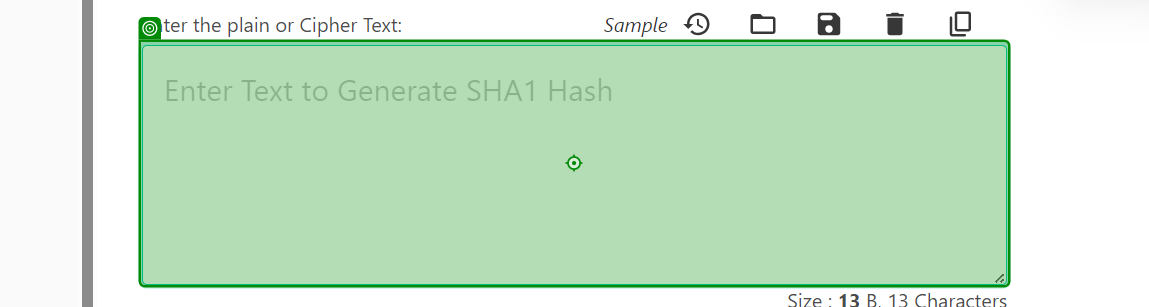 ter the plain or Cipher Text:
Sample
Enter Text to Generate SHA1 Hash
Size : 13 B, 13 Characters